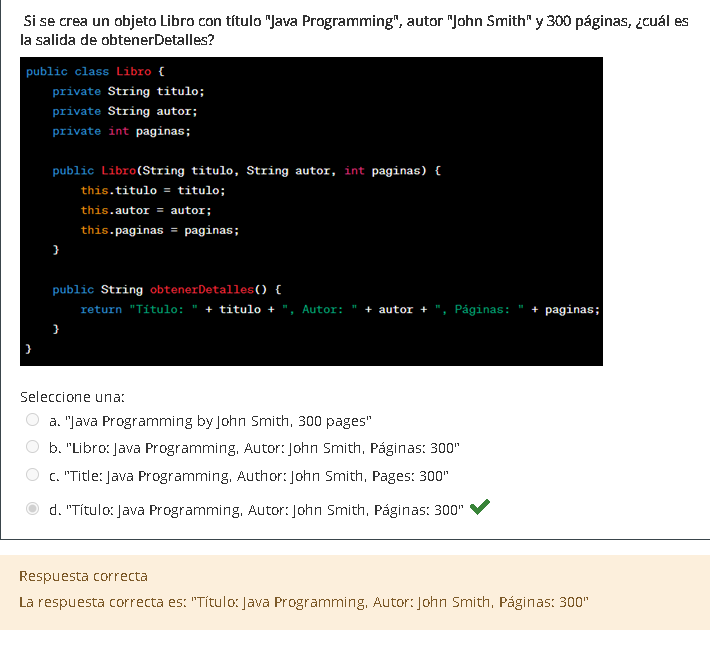 Si se crea un objeto Libro con título "Java Programming", autor "John Smith" y 300 páginas, ¿cuál es
la salida de obtenerDetalles?
public class Libro {
    private String titulo;
    private String autor;
    private int paginas;

    public Libro(String titulo, String autor, int paginas) {
        this.titulo = titulo;
        this.autor = autor;
        this.paginas = paginas;
    }

    public String obtenerDetalles() {
        return "Título: " + titulo + ", Autor: " + autor + ", Páginas: " + paginas;
    }
}
Seleccione una:
a. "Java Programming by John Smith, 300 pages"
b. "Libro: Java Programming, Autor: John Smith, Páginas: 300"
c. "Title: Java Programming, Author: John Smith, Pages: 300"
d. "Título: Java Programming, Autor: John Smith, Páginas: 300"
Respuesta correcta
La respuesta correcta es: "Título: Java Programming, Autor: John Smith, Páginas: 300"